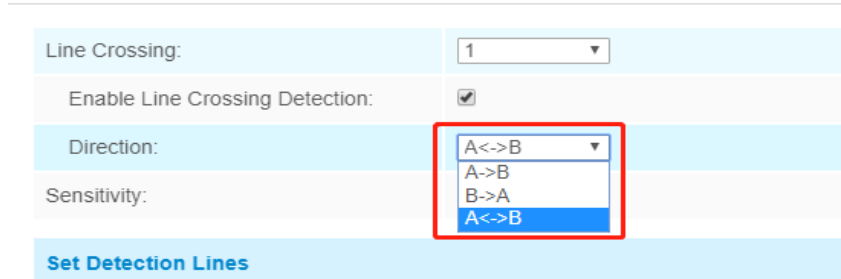 Line Crossing: 1
Enable Line Crossing Detection:
Direction: A<->B
A->B
B->A
Sensitivity:
A<->B
Set Detection Lines